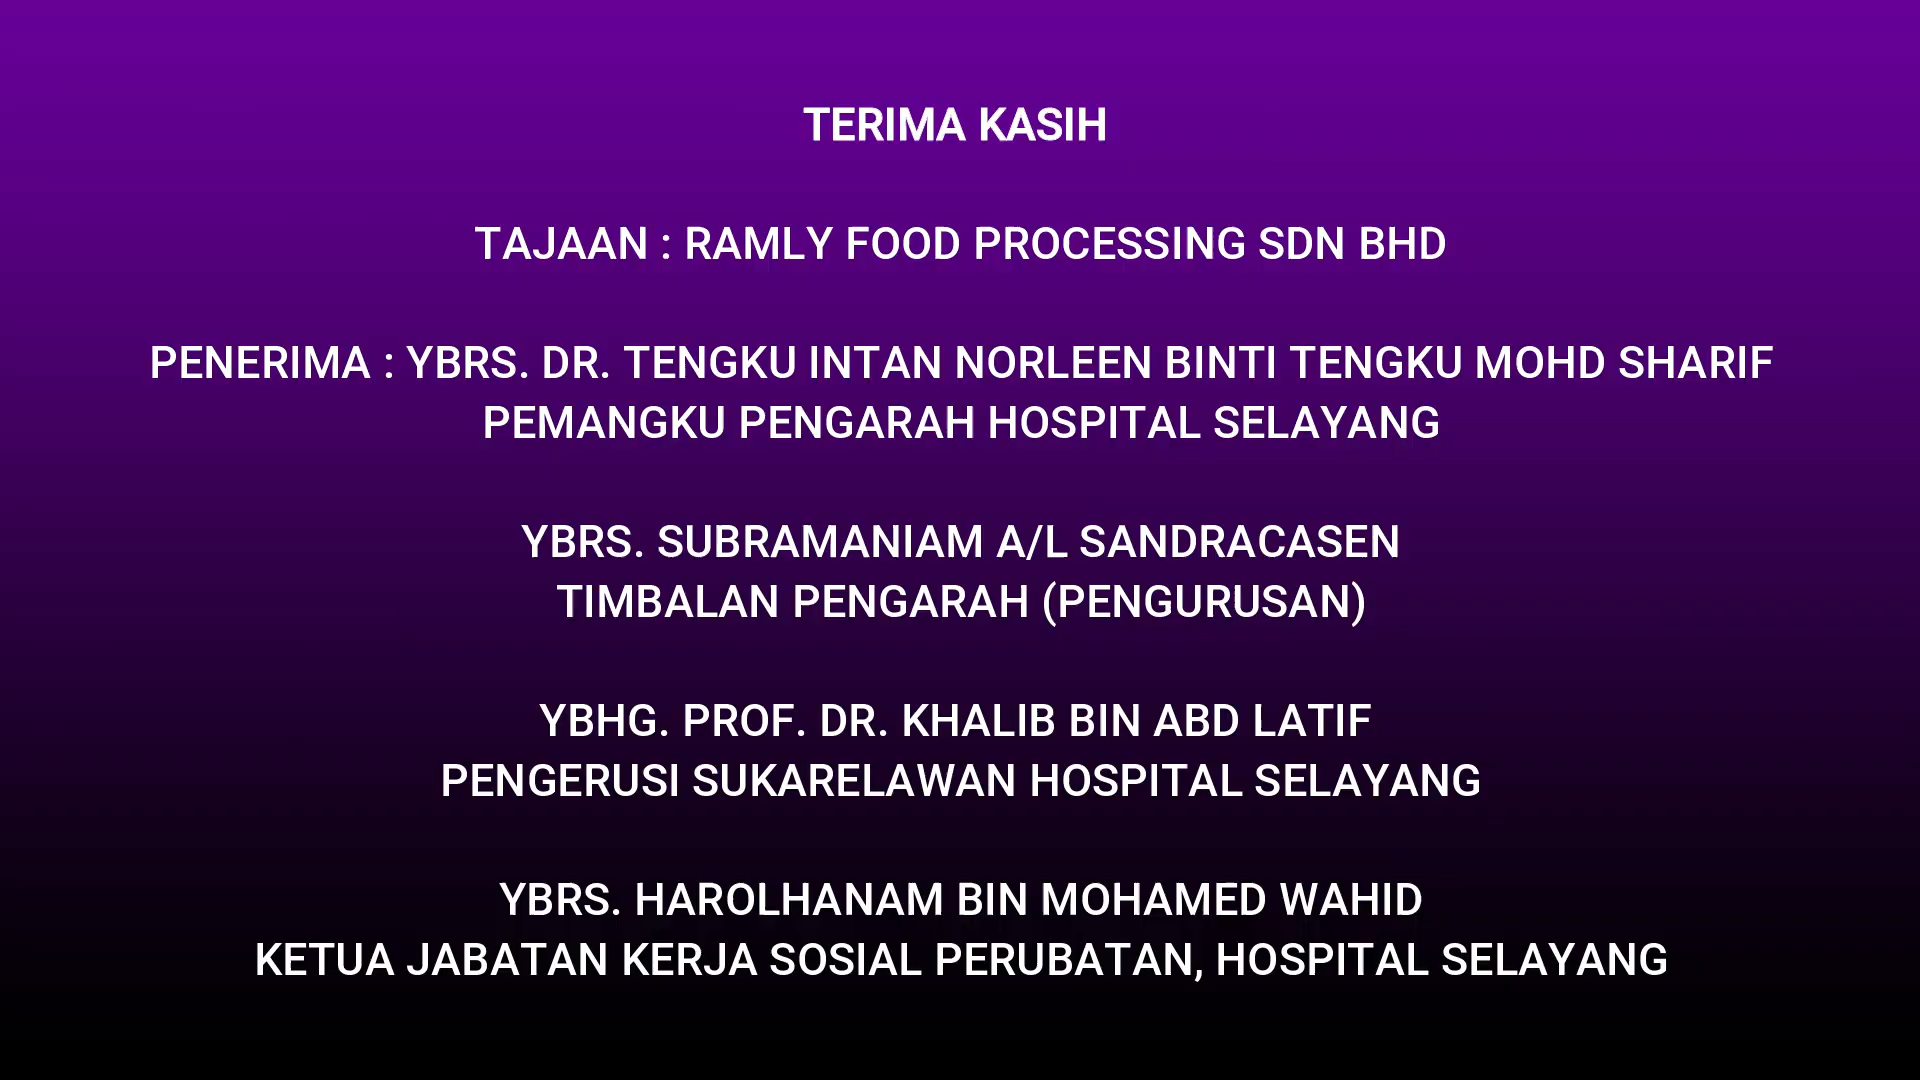 TERIMA KASIH
TAJAAN : RAMLY FOOD PROCESSING SDN BHD
PENERIMA : YBRS. DR. TENGKU INTAN NORLEEN BINTI TENGKU MOHD SHARIF
PEMANGKU PENGARAH HOSPITAL SELAYANG
YBRS. SUBRAMANIAM A/L SANDRACASEN
TIMBALAN PENGARAH (PENGURUSAN)
YBHG. PROF. DR. KHALIB BIN ABD LATIF
PENGERUSI SUKARELAWAN HOSPITAL SELAYANG
YBRS. HAROLHANAM BIN MOHAMED WAHID
KETUA JABATAN KERJA SOSIAL PERUBATAN, HOSPITAL SELAYANG